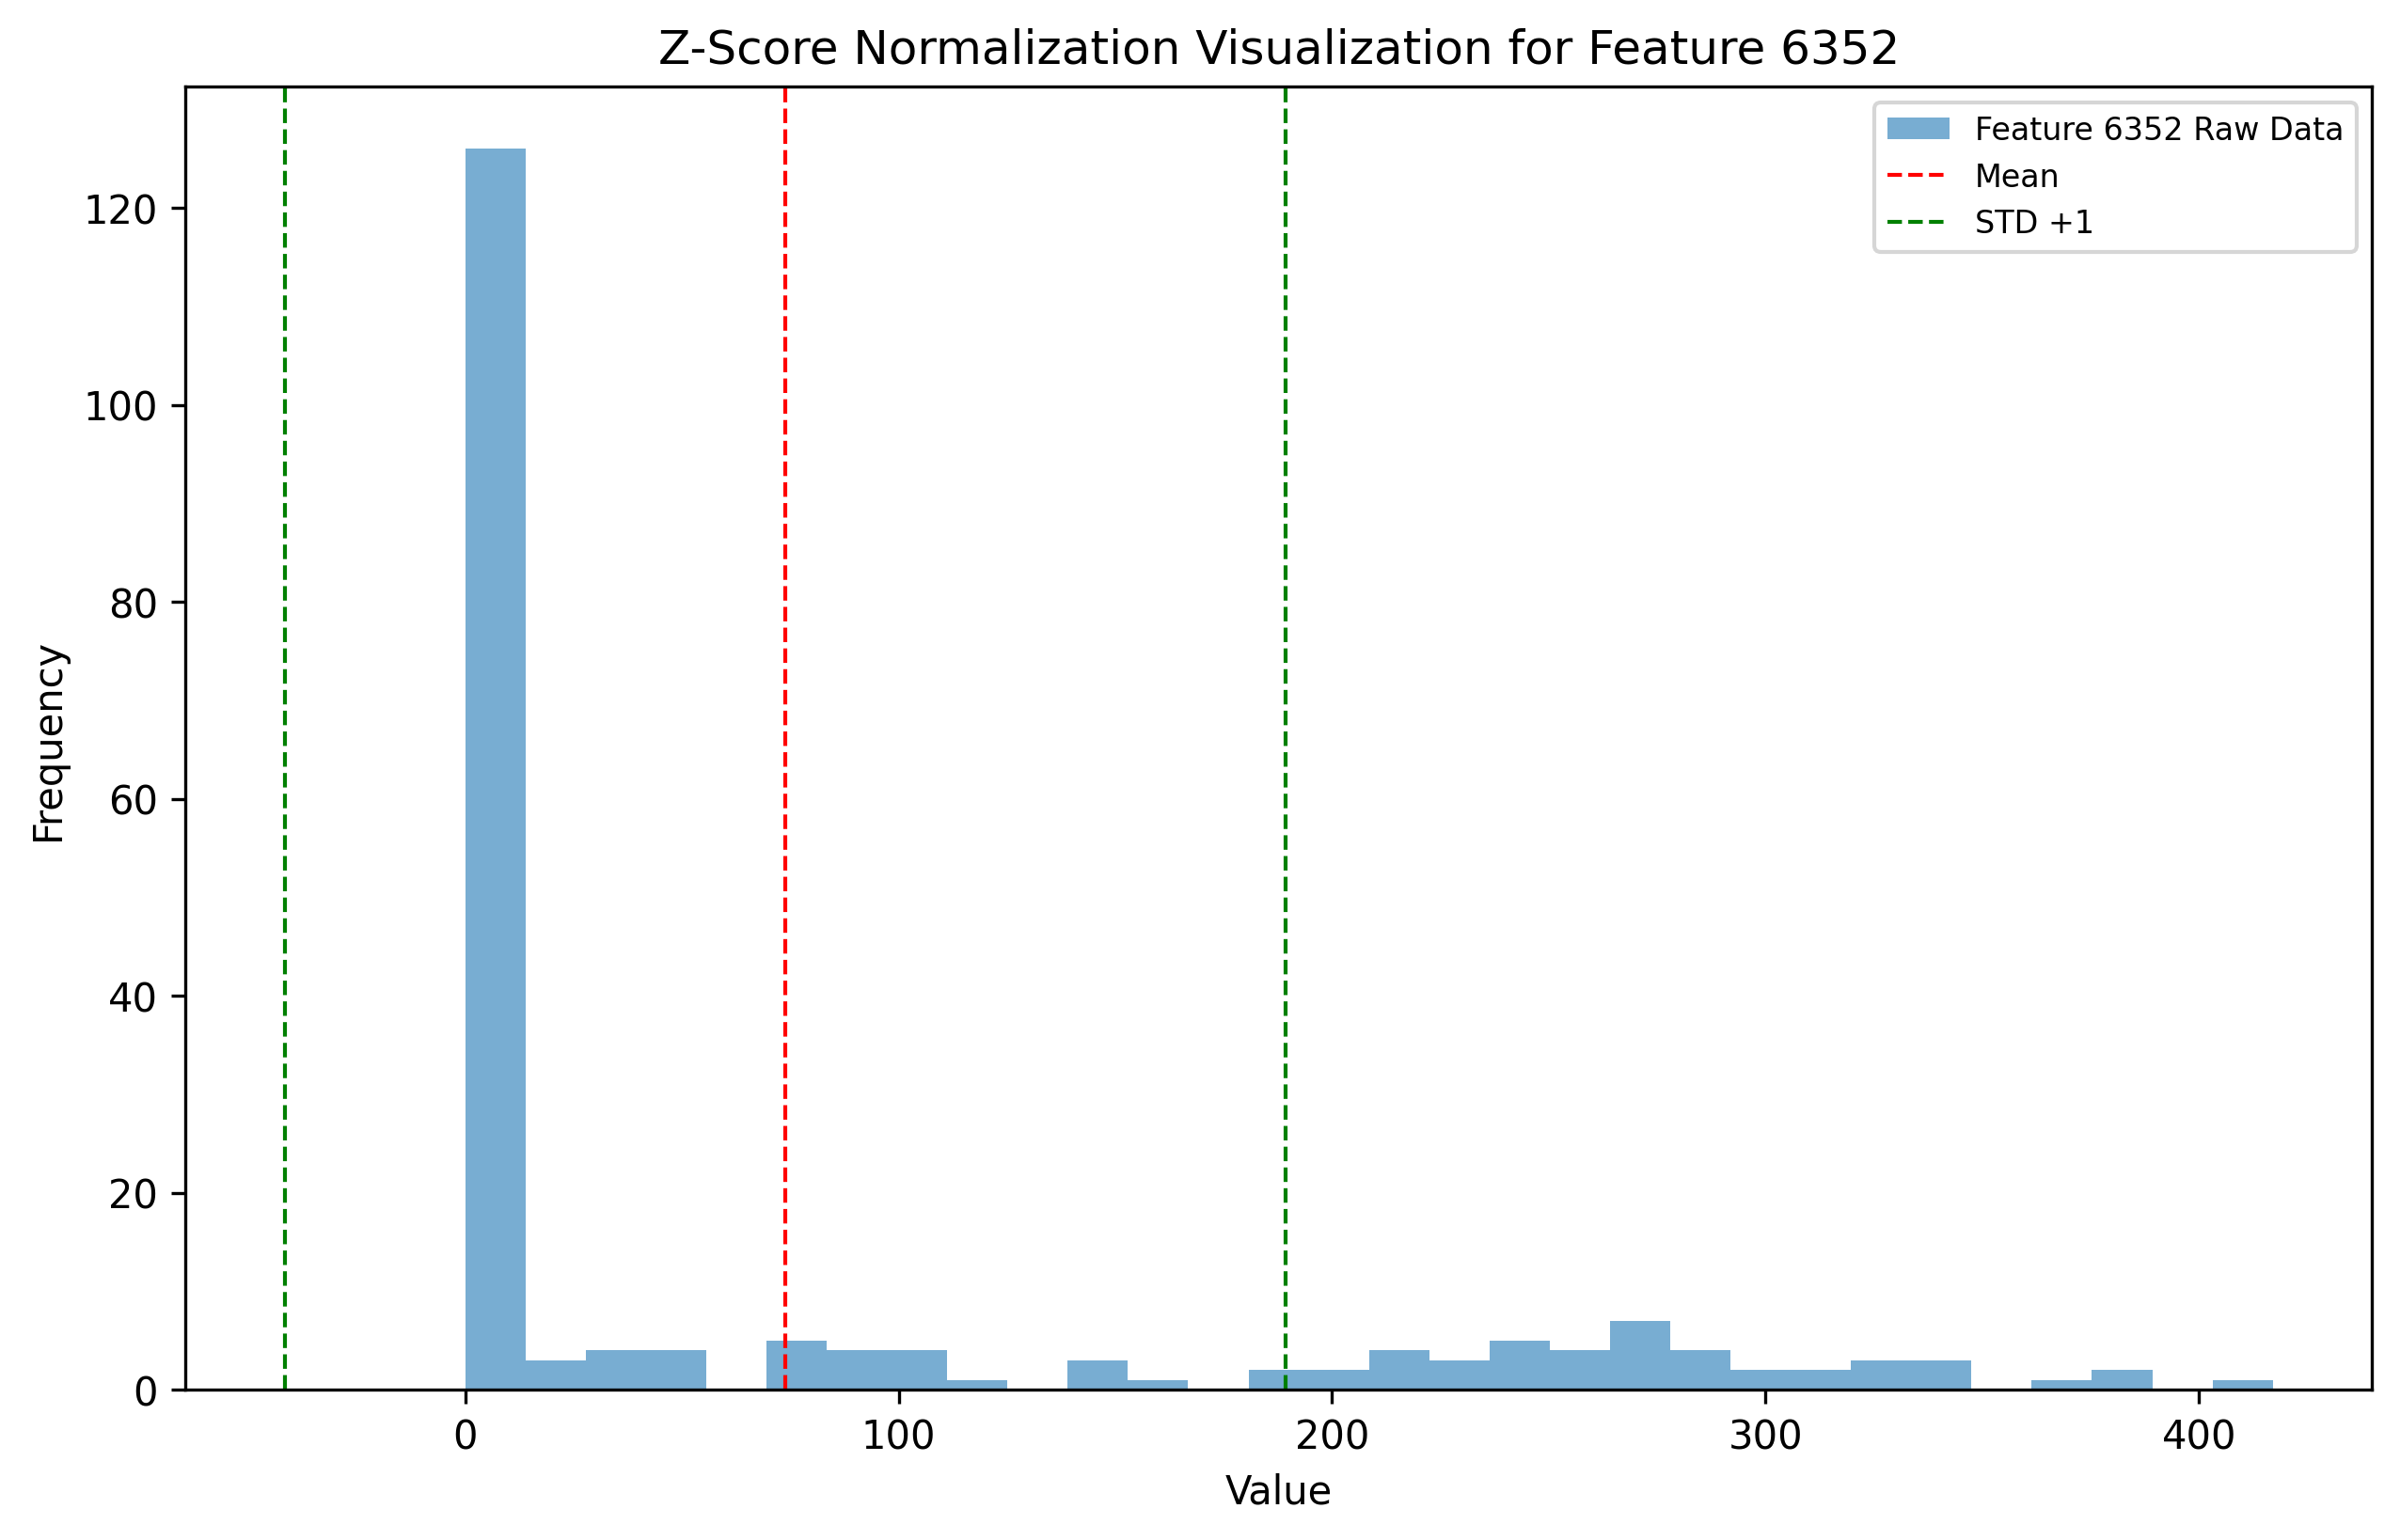 Z-Score Normalization Visualization for Feature 6352
Feature 6352 Raw Data
Mean
STD +1
120
100
80
60
40
20
0
Frequency
0 100 200 300 400
Value